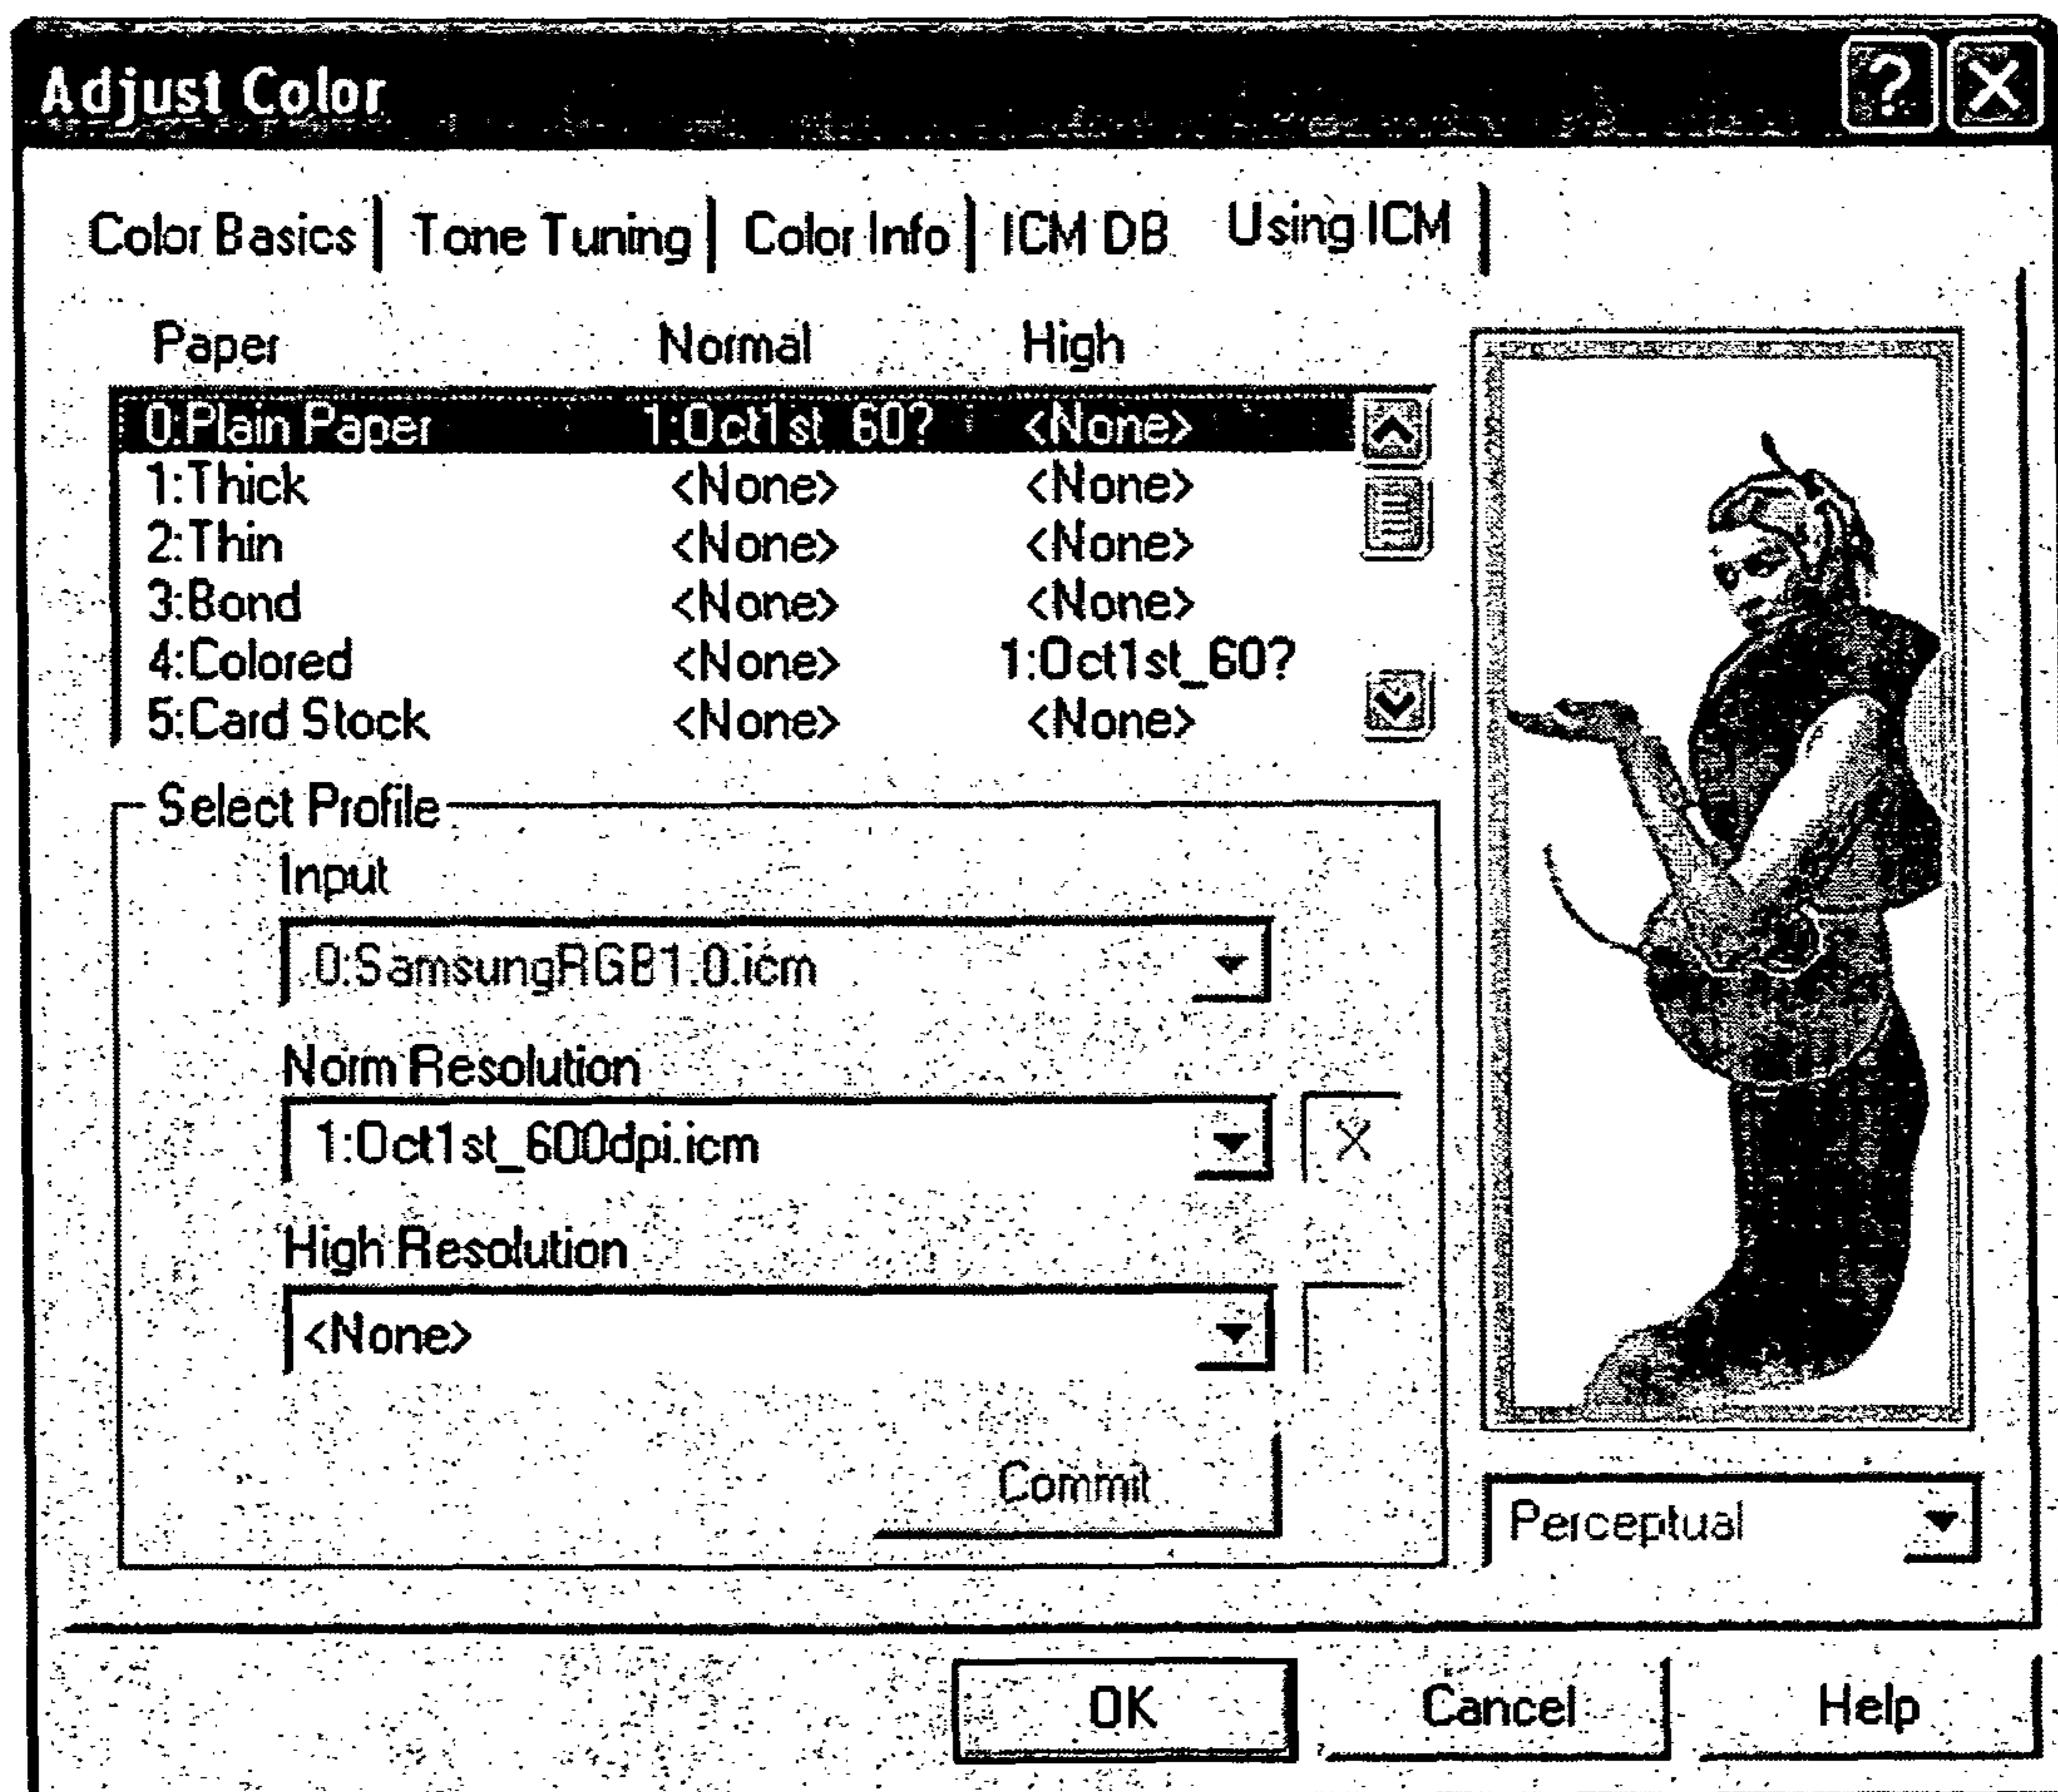 Adjust Color ? X
Color Basics Tone Tuning Color Info ICM DB Using ICM
Paper Normal High
0:Plain Paper 1:Oct1st_60? <None>
1:Thick <None> <None>
2:Thin <None> <None>
3:Bond <None> <None>
4:Colored <None> 1:Oct1st_60?
5:Card Stock <None> <None>
Select Profile
Input
0:SamsungRGB1.0.icm
Norm Resolution
1:Oct1st_600dpi.icm X
High Resolution
<None>
Commit
Perceptual
OK Cancel Help